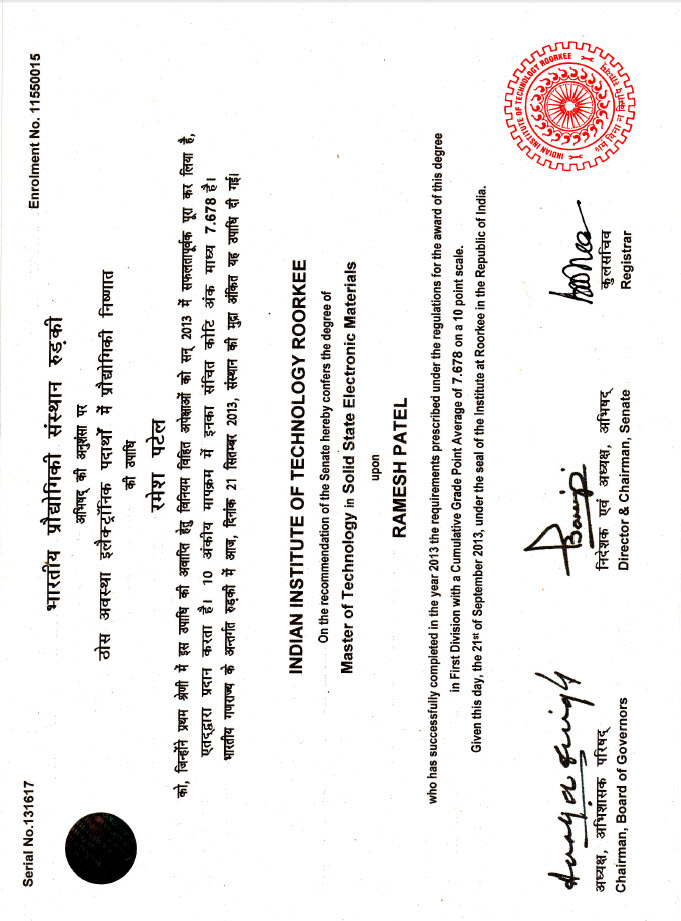 Serial No.131617
Enrolment No. 11550015
भारतीय प्रौद्योगिकी संस्थान रुड़की
अभिषद् की अनुशंसा पर
ठोस अवस्था इलैक्ट्रॉनिक पदार्थों में प्रौद्योगिकी निष्णात
की उपाधि
रमेश पटेल
को, जिन्होंने प्रथम श्रेणी में इस उपाधि की अवाप्ति हेतु विनियम विहित अपेक्षाओं को सन् 2013 में सफलतापूर्वक पूरा कर लिया है,
एतद्द्वारा प्रदान करता है। 10 अंकीय मापक्रम में इनका संचित कोटि अंक माध्य 7.678 है।
भारतीय गणराज्य के अन्तर्गत रुड़की में आज, दिनांक 21 सितम्बर 2013, संस्थान की मुद्रा अंकित यह उपाधि दी गई।
INDIAN INSTITUTE OF TECHNOLOGY ROORKEE
On the recommendation of the Senate hereby confers the degree of
Master of Technology in Solid State Electronic Materials
upon
RAMESH PATEL
who has successfully completed in the year 2013 the requirements prescribed under the regulations for the award of this degree
in First Division with a Cumulative Grade Point Average of 7.678 on a 10 point scale.
Given this day, the 21st of September 2013, under the seal of the Institute at Roorkee in the Republic of India.
INDIAN INSTITUTE OF TECHNOLOGY ROORKEE
अध्यक्ष, अभिशासक परिषद्
Chairman, Board of Governors
निदेशक एवं अध्यक्ष, अभिषद्
Director & Chairman, Senate
कुलसचिव
Registrar